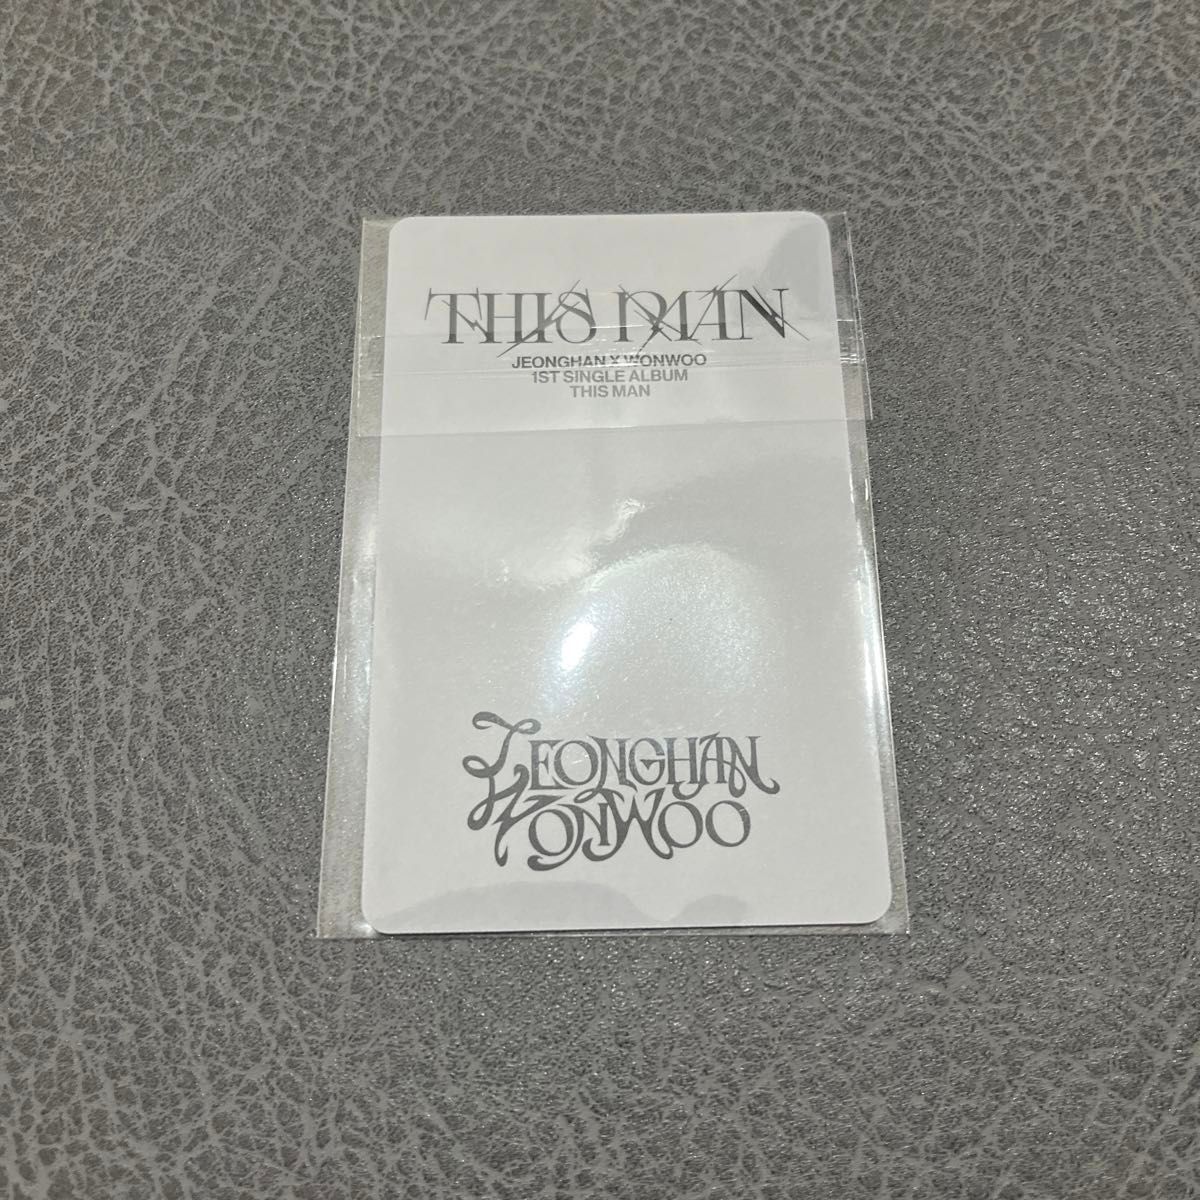 THIS MAN
JEONGHAN X WONWOO
1ST SINGLE ALBUM
THIS MAN
JEONGHAN
WONWOO